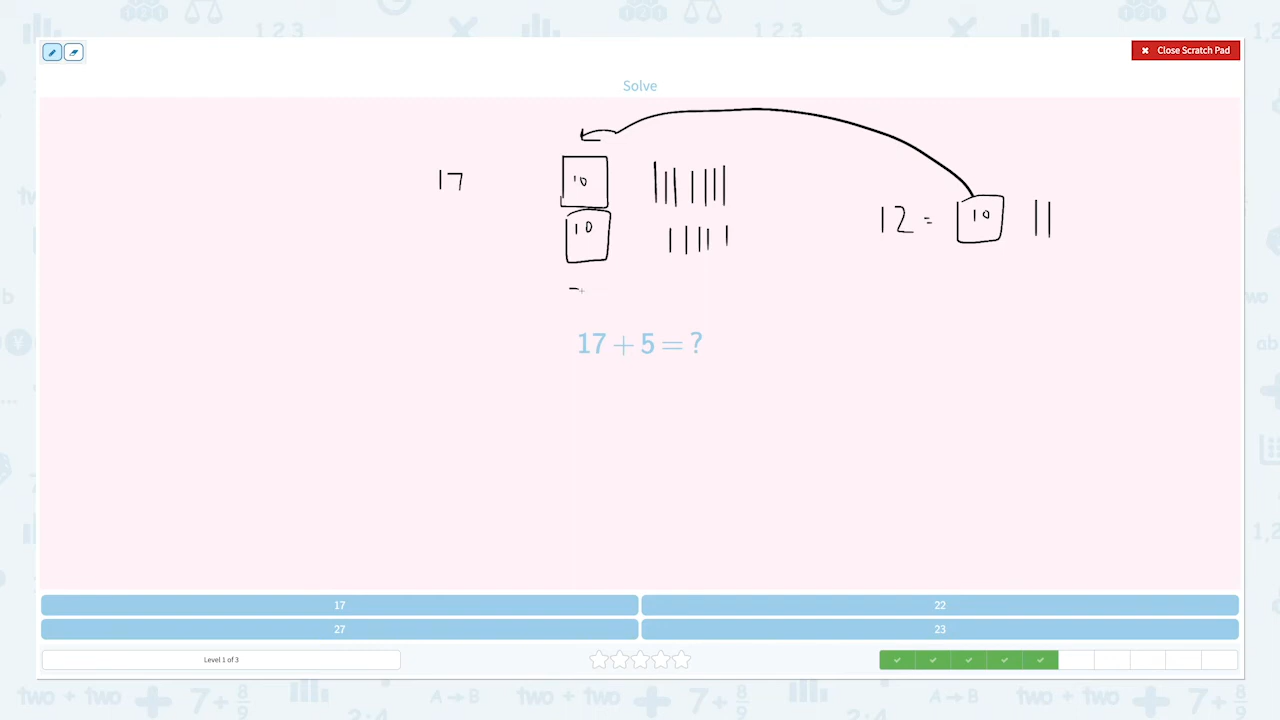 Close Scratch Pad
Solve
17
10
10
12 = 10
17 + 5 = ?
17
22
27
23
Level 1 of 3